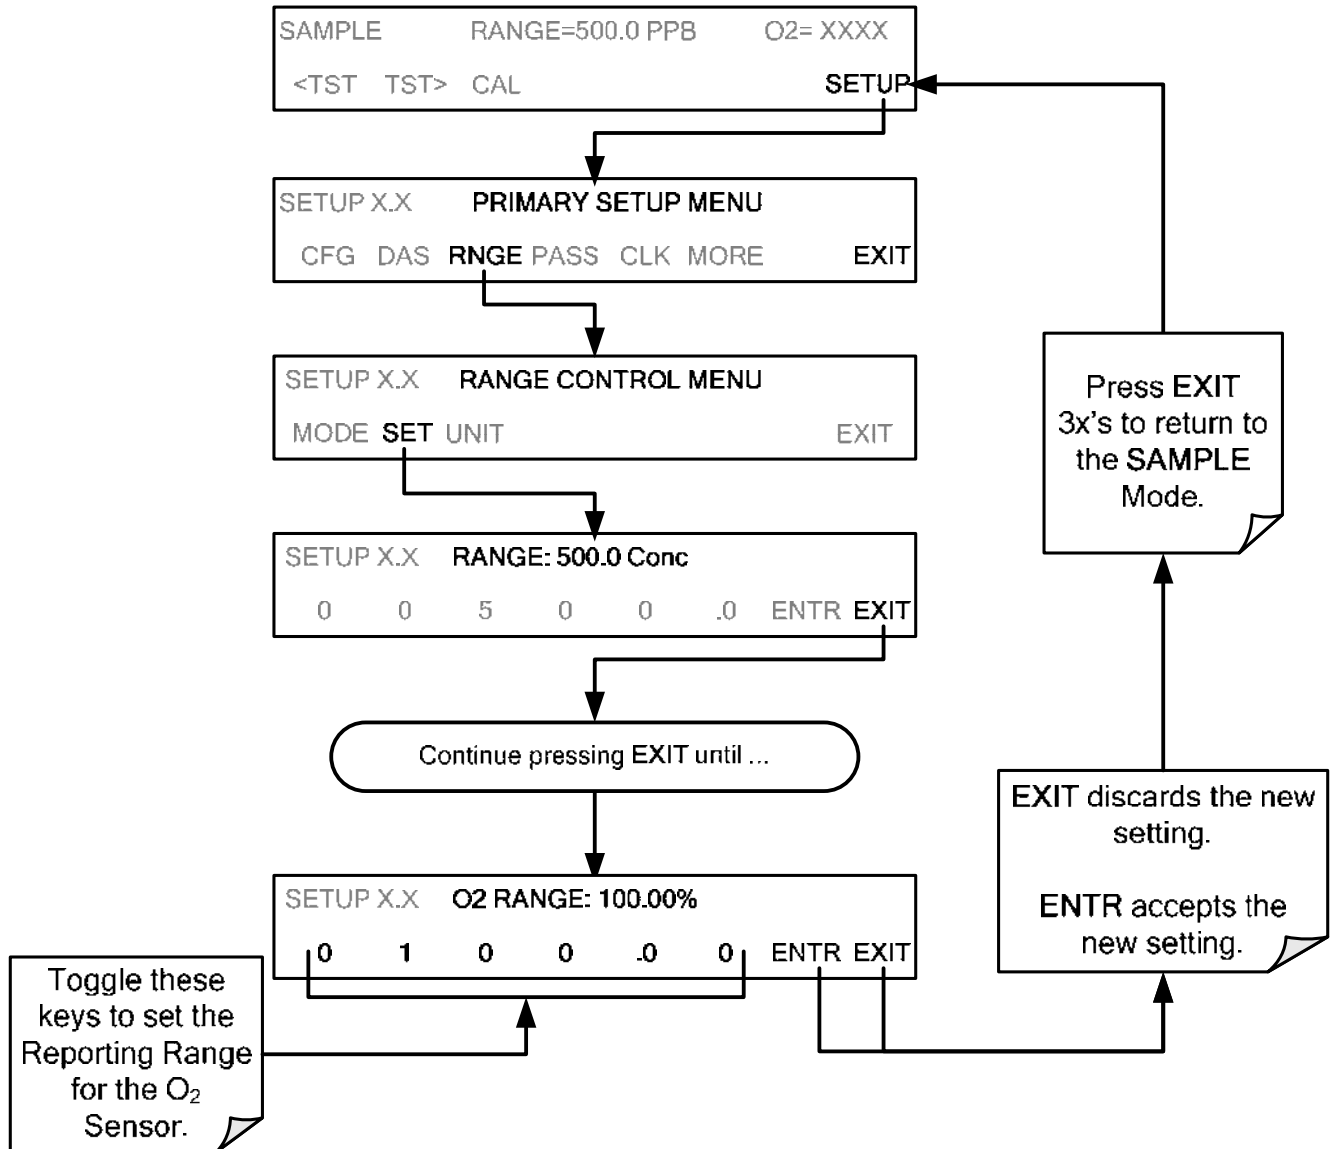 SAMPLE RANGE=500.0 PPB O2= XXXX
<TST TST> CAL SETUP
SETUP X.X PRIMARY SETUP MENU
CFG DAS RNGE PASS CLK MORE EXIT
SETUP X.X RANGE CONTROL MENU
MODE SET UNIT EXIT
SETUP X.X RANGE: 500.0 Conc
0 0 5 0 0 .0 ENTR EXIT
Continue pressing EXIT until ...
SETUP X.X O2 RANGE: 100.00%
0 1 0 0 .0 0 ENTR EXIT
Toggle these
keys to set the
Reporting Range
for the O₂
Sensor.
EXIT discards the new
setting.
ENTR accepts the
new setting.
Press EXIT
3x's to return to
the SAMPLE
Mode.